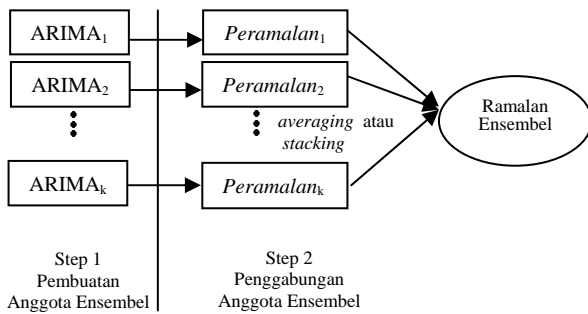 ARIMA₁
Peramalan₁
ARIMA₂
Peramalan₂
averaging atau
stacking
Ramalan
Ensembel
ARIMAₖ
Peramalanₖ
Step 1
Pembuatan
Anggota Ensembel
Step 2
Penggabungan
Anggota Ensembel